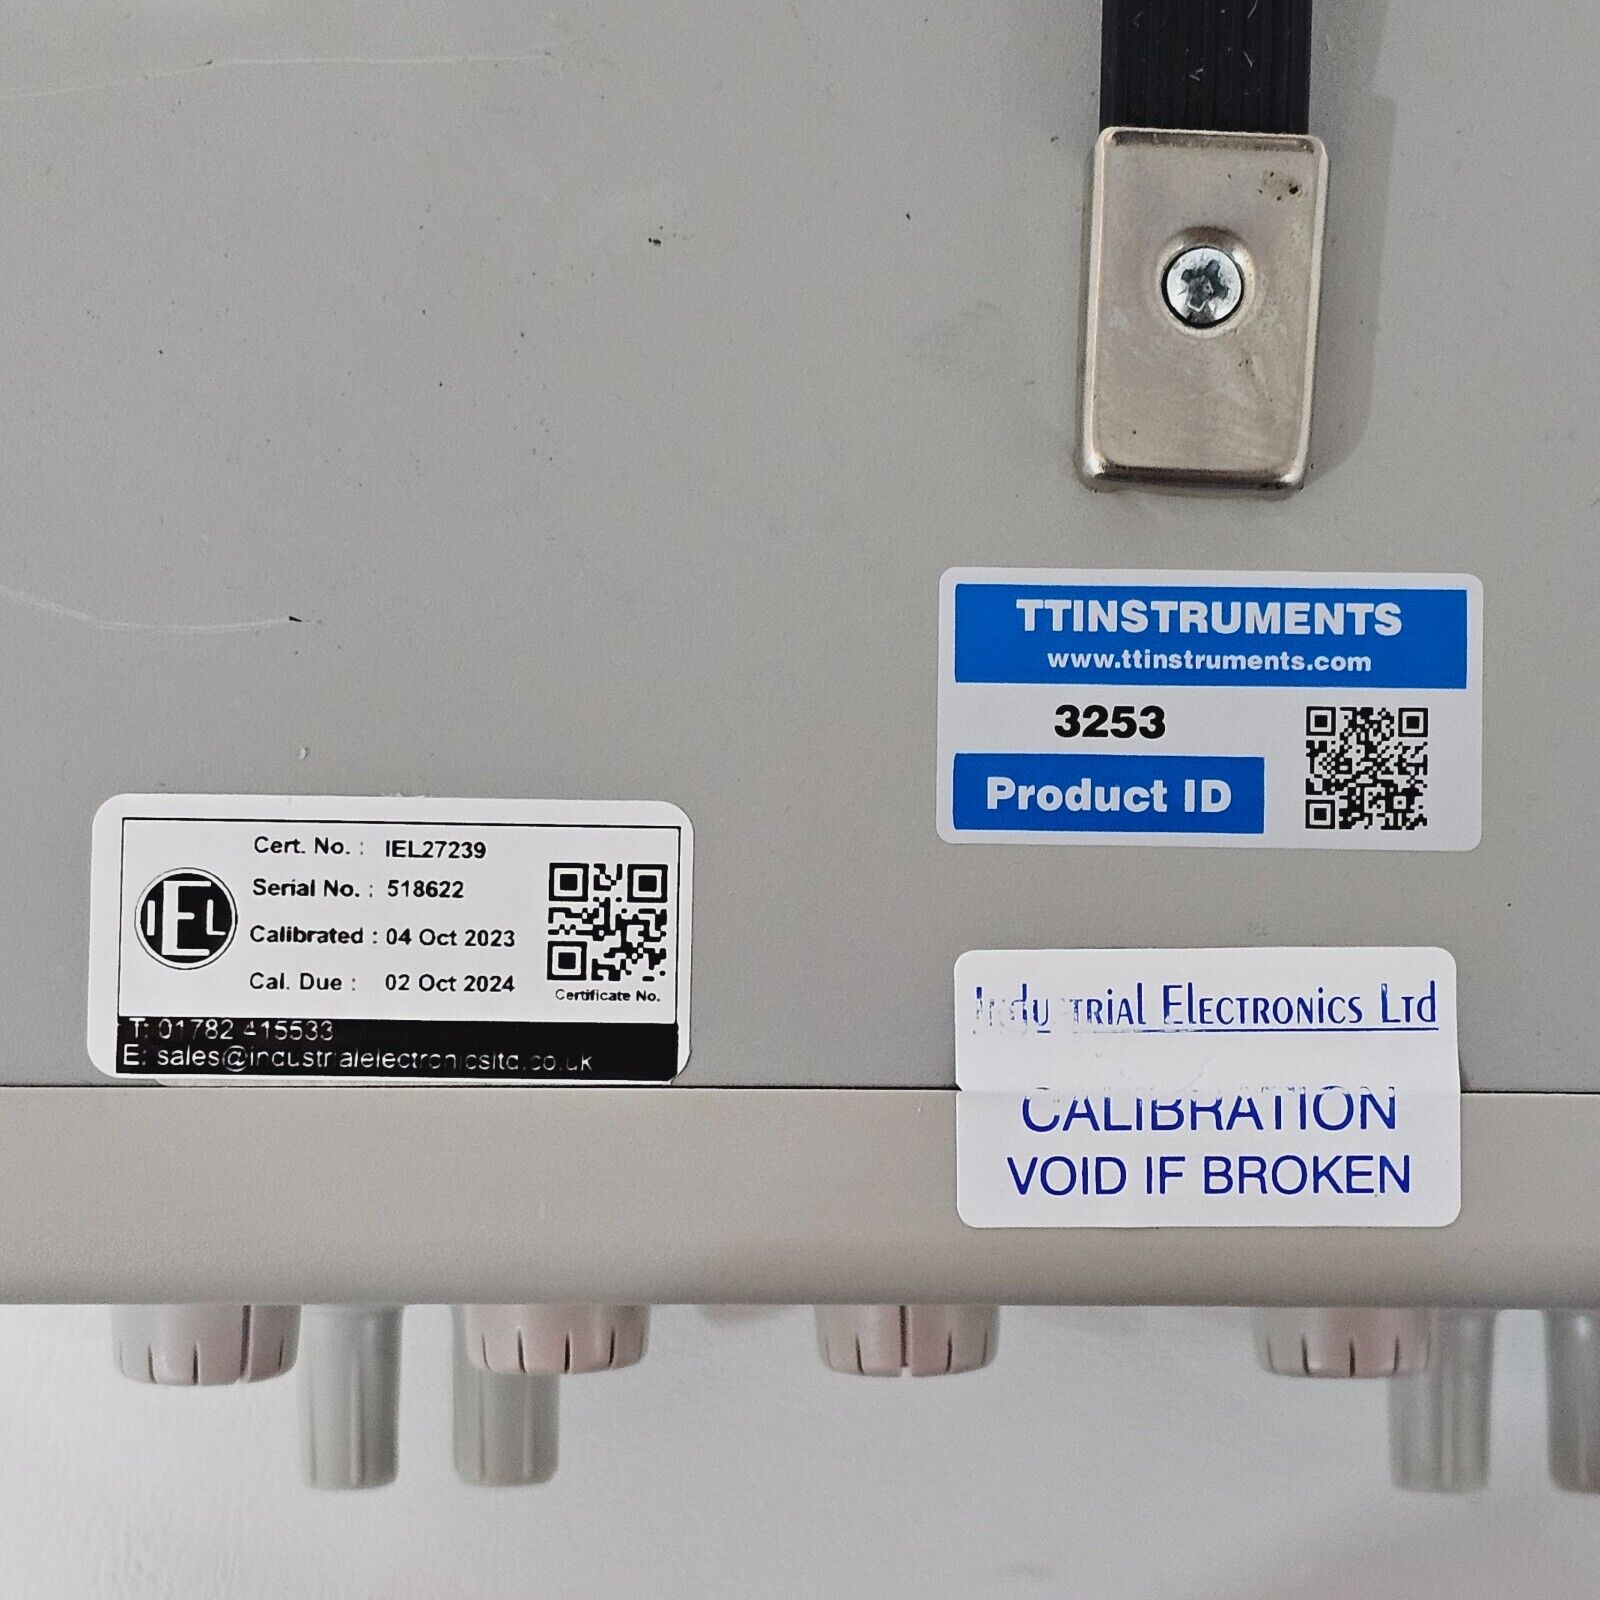 TTINSTRUMENTS
www.ttinstruments.com
3253
Product ID
Cert. No. : IEL27239
Serial No. : 518622
Calibrated : 04 Oct 2023
Cal. Due : 02 Oct 2024
IEL
Certificate No.
T: 01782 415533
E: sales@industrialelectronicsltd.co.uk
Industrial Electronics Ltd
CALIBRATION
VOID IF BROKEN